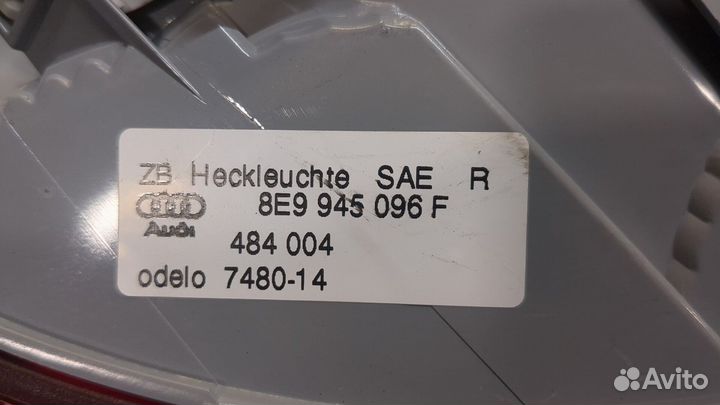 ZB Heckleuchte SAE R
8E9 945 096 F
Audi
484 004
odelo 7480-14
Avito